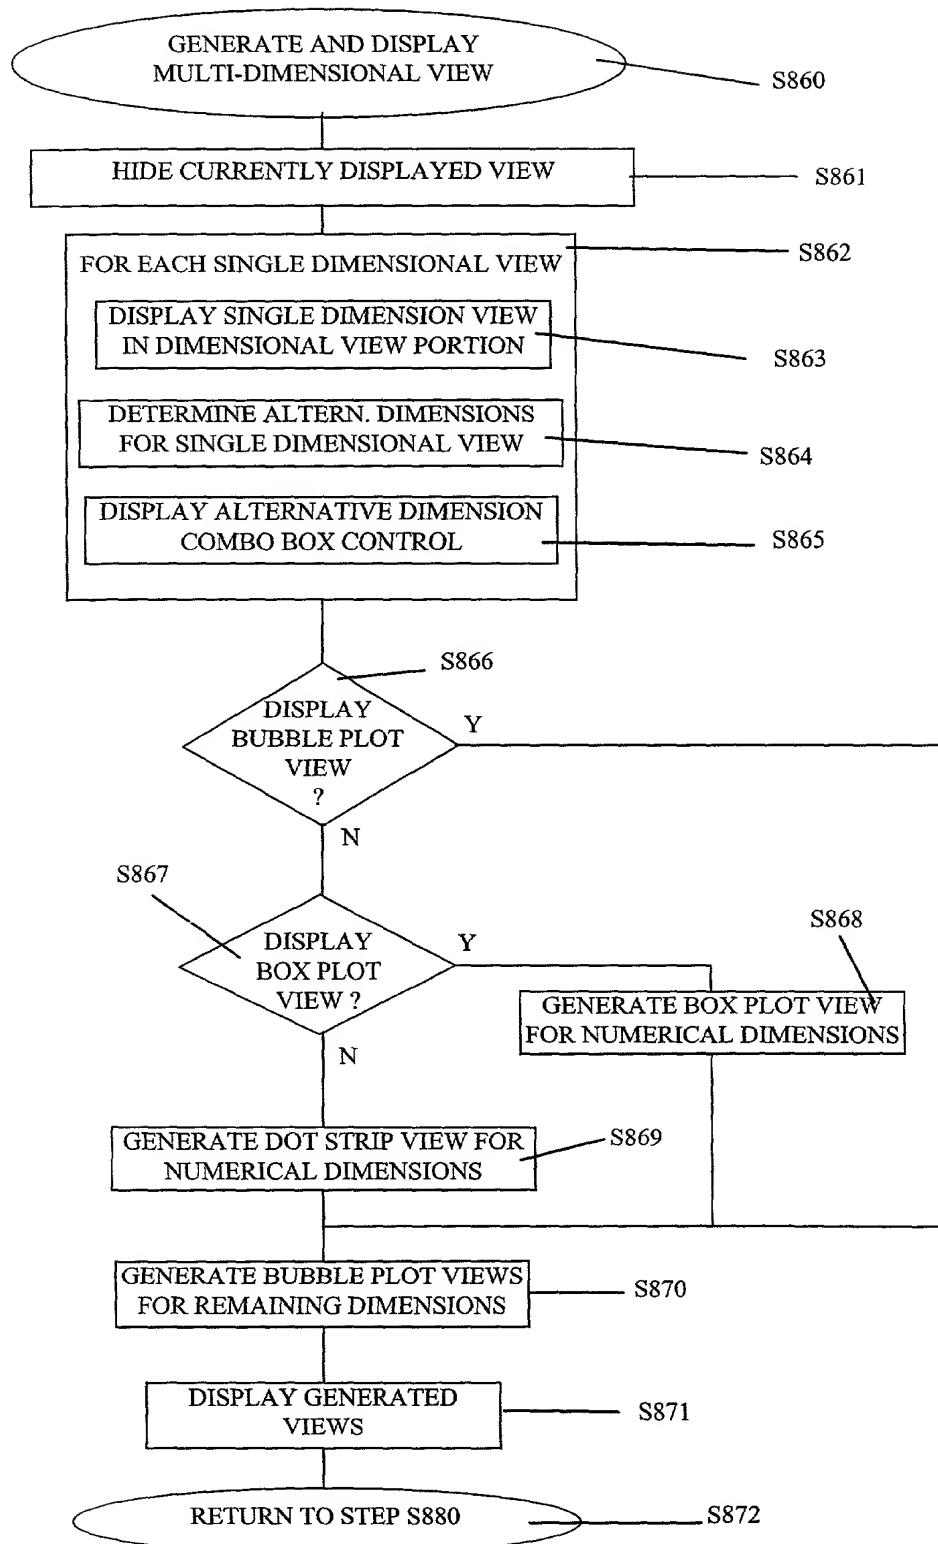 GENERATE AND DISPLAY
MULTI-DIMENSIONAL VIEW
S860
HIDE CURRENTLY DISPLAYED VIEW
S861
S862
FOR EACH SINGLE DIMENSIONAL VIEW
DISPLAY SINGLE DIMENSION VIEW
IN DIMENSIONAL VIEW PORTION
S863
DETERMINE ALTERN. DIMENSIONS
FOR SINGLE DIMENSIONAL VIEW
S864
DISPLAY ALTERNATIVE DIMENSION
COMBO BOX CONTROL
S865
S866
DISPLAY
BUBBLE PLOT
VIEW
?
Y
N
S867
DISPLAY
BOX PLOT
VIEW ?
Y
N
S868
GENERATE BOX PLOT VIEW
FOR NUMERICAL DIMENSIONS
GENERATE DOT STRIP VIEW FOR
NUMERICAL DIMENSIONS
S869
GENERATE BUBBLE PLOT VIEWS
FOR REMAINING DIMENSIONS
S870
DISPLAY GENERATED
VIEWS
S871
RETURN TO STEP S880
S872